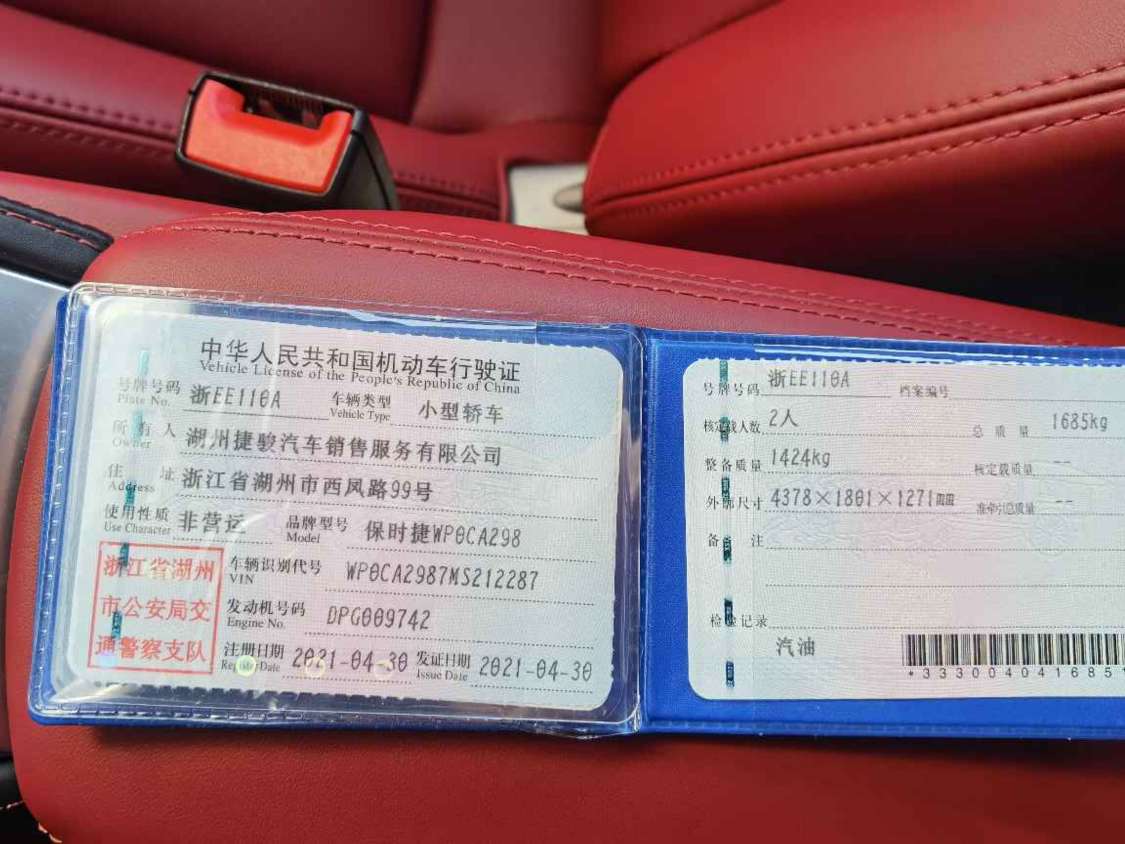 中华人民共和国机动车行驶证
Vehicle License of the People's Republic of China
号牌号码 浙EE110A 车辆类型 小型轿车
Plate No. Vehicle Type
所有人 湖州捷骏汽车销售服务有限公司
Owner
住址 浙江省湖州市西凤路99号
Address
使用性质 非营运 品牌型号 保时捷WP0CA298
Use Character Model
浙江省湖州
市公安局交
通警察支队
车辆识别代号 WP0CA2987MS212287
VIN
发动机号码 DPG009742
Engine No.
注册日期 2021-04-30 发证日期 2021-04-30
Register Date Issue Date
号牌号码 浙EE110A 档案编号
核定载人数 2人 总质量 1685kg
整备质量 1424kg 核定载质量 --
外廓尺寸 4378×1801×1271mm 准牵引总质量 --
备注
检验记录
汽油
*3330040416851